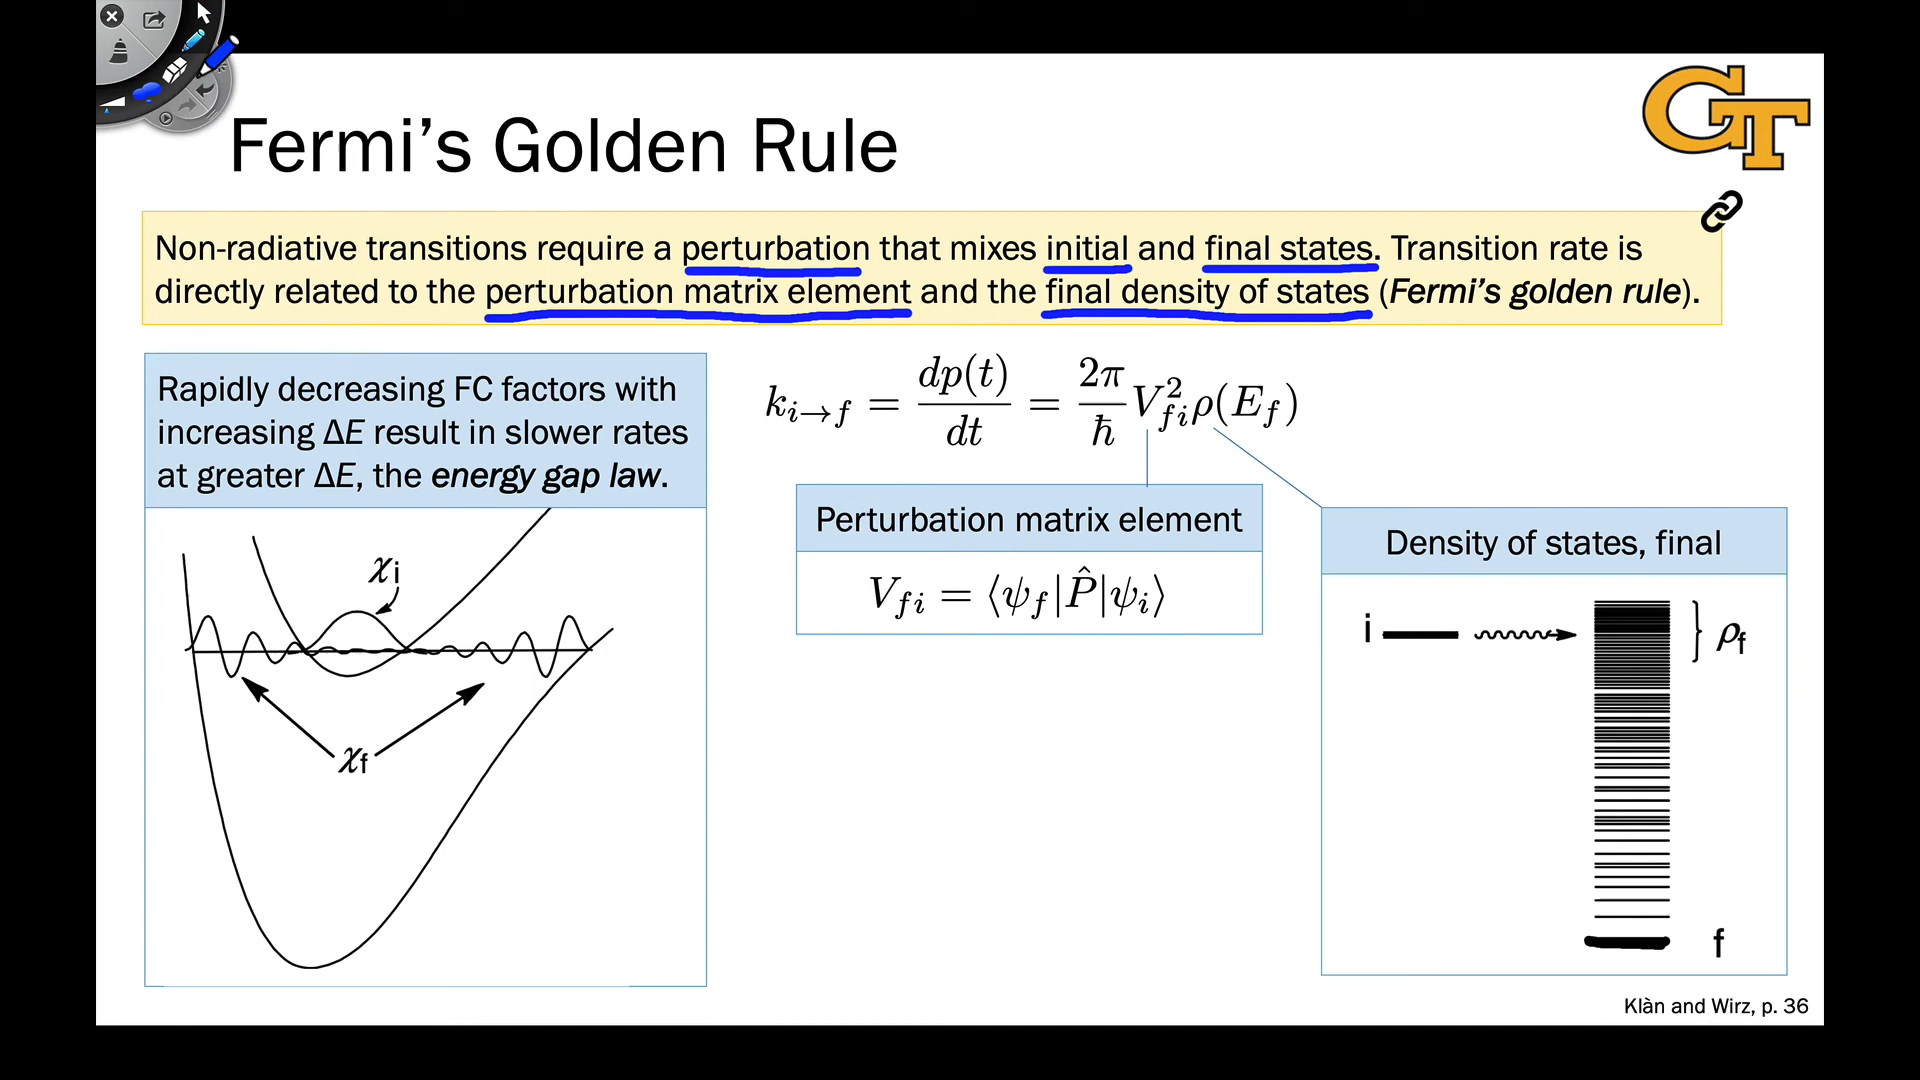 GT
Fermi’s Golden Rule
Non-radiative transitions require a perturbation that mixes initial and final states. Transition rate is
directly related to the perturbation matrix element and the final density of states (Fermi’s golden rule).
Rapidly decreasing FC factors with
increasing ΔE result in slower rates
at greater ΔE, the energy gap law.
χi
χf
k_{i→f} = dp(t)/dt = 2π/ħ V²_{fi} ρ(E_f)
Perturbation matrix element
V_{fi} = ⟨ψ_f|P̂|ψ_i⟩
Density of states, final
i
ρf
f
Klàn and Wirz, p. 36